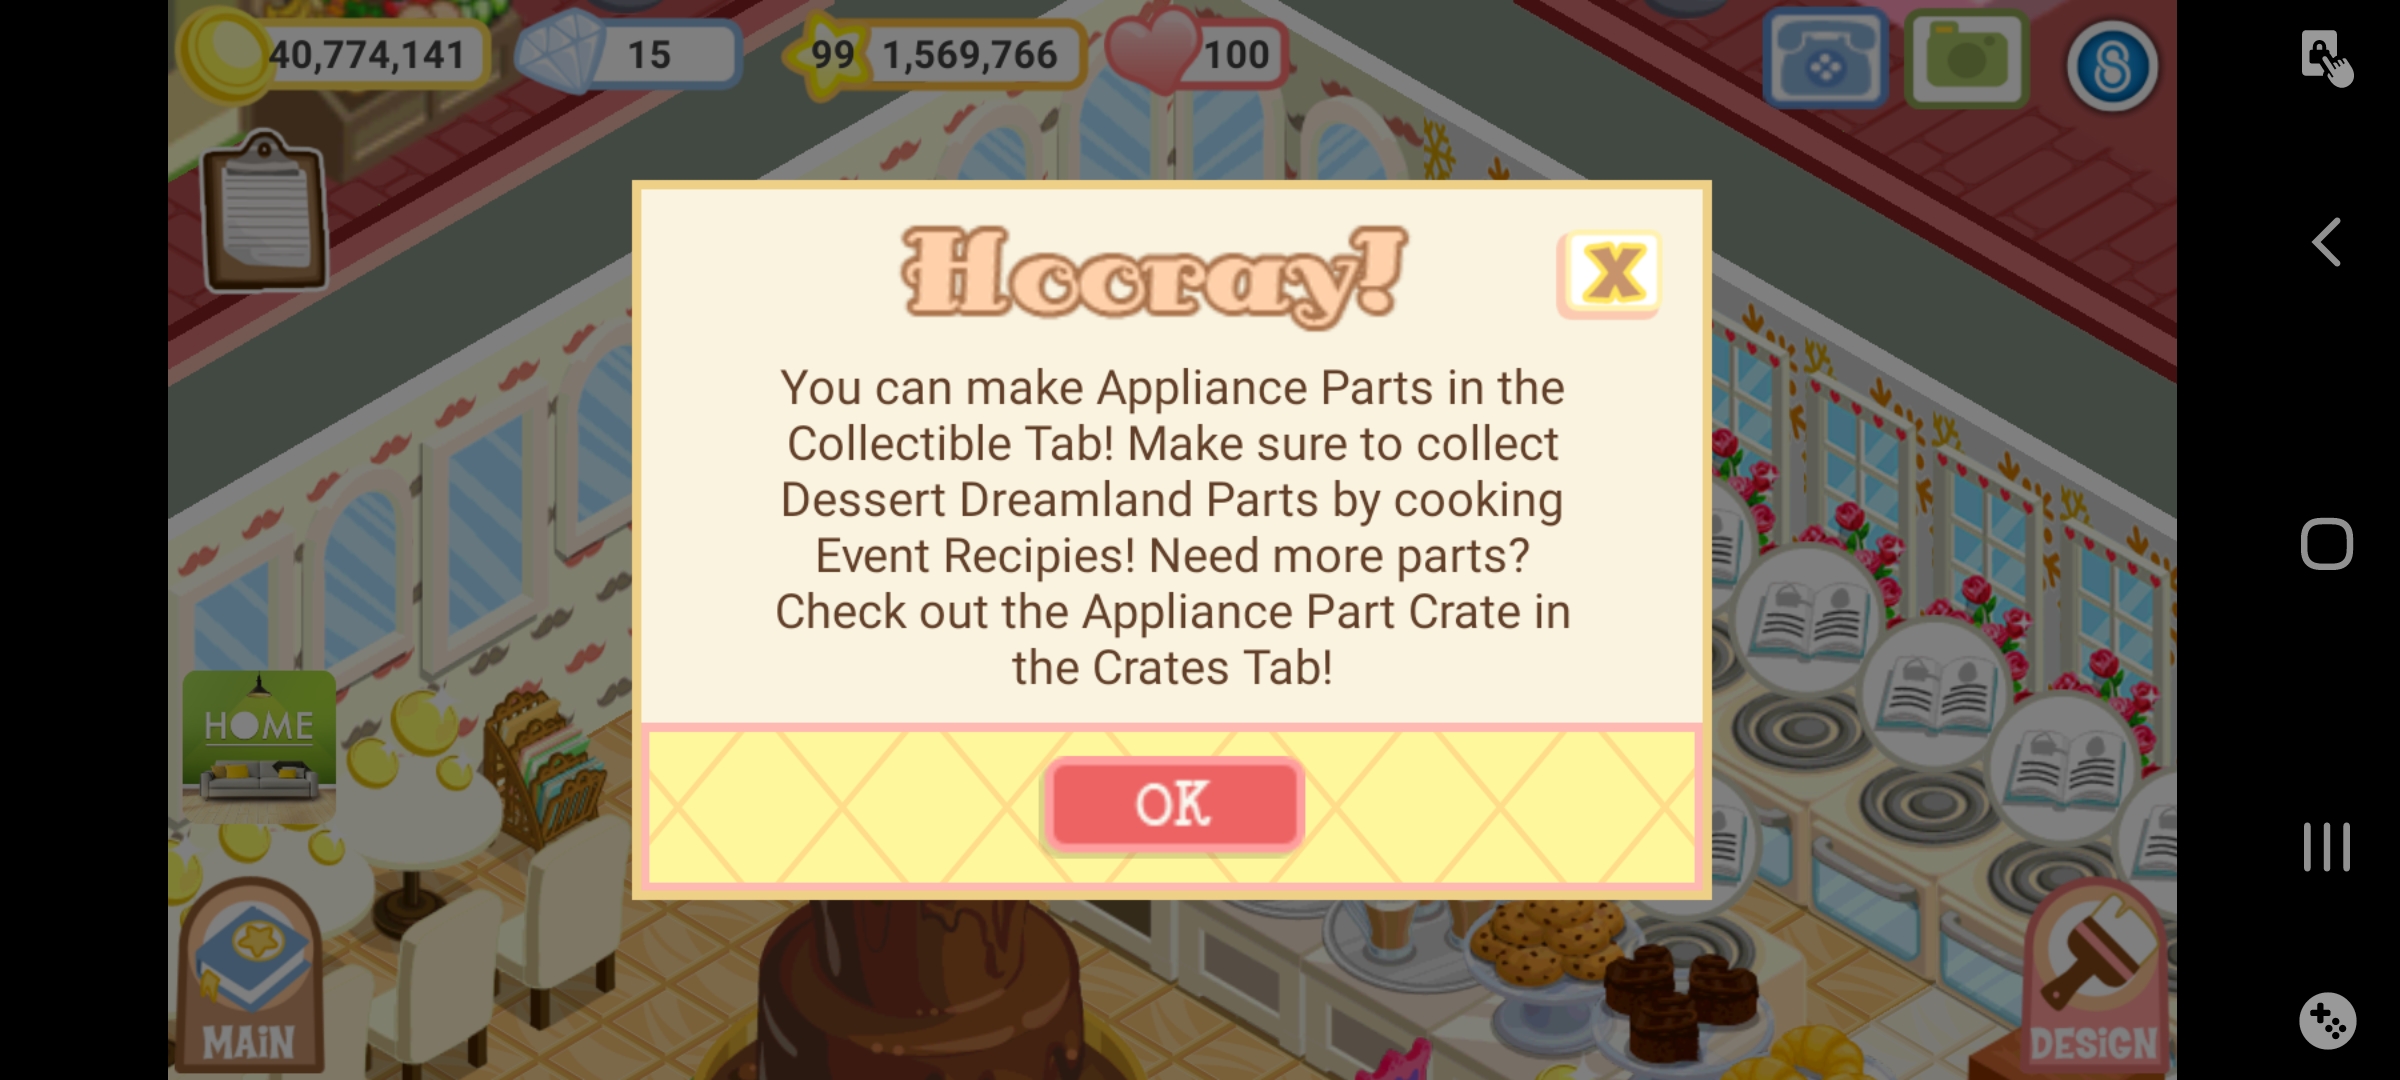 40,774,141
15
99
1,569,766
100
Hooray!
X
You can make Appliance Parts in the
Collectible Tab! Make sure to collect
Dessert Dreamland Parts by cooking
Event Recipies! Need more parts?
Check out the Appliance Part Crate in
the Crates Tab!
OK
HOME
MAiN
DESiGN